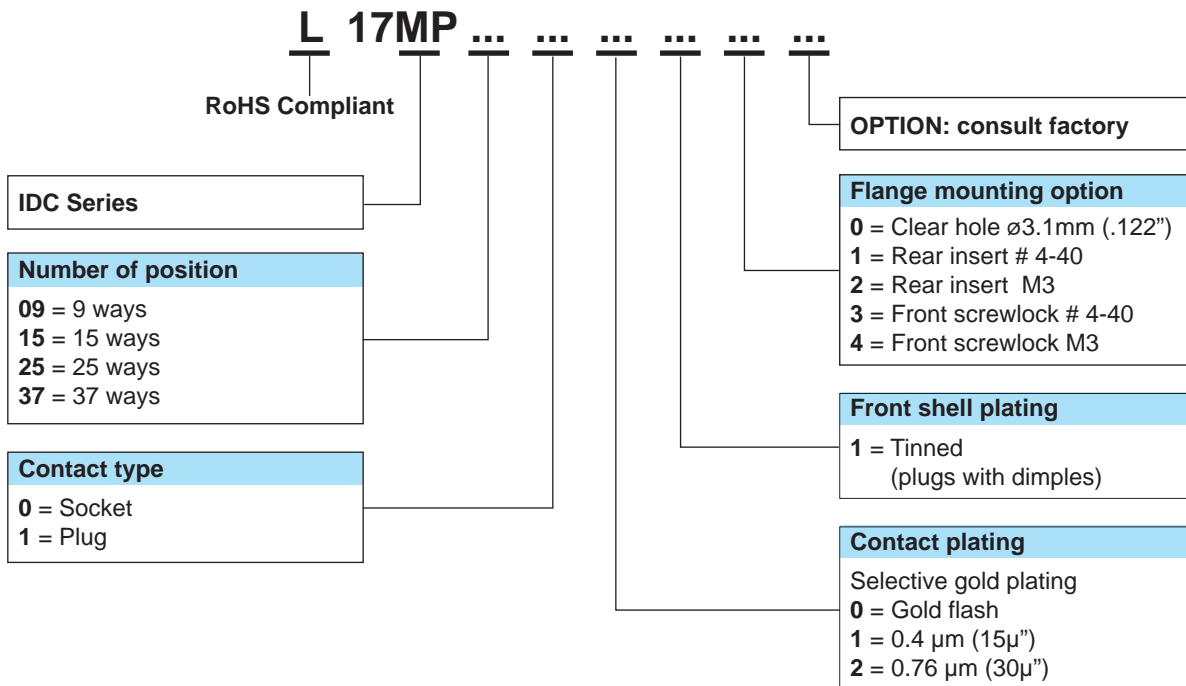 L 17MP ... ... ... ... ... ...
RoHS Compliant
IDC Series
Number of position
09 = 9 ways
15 = 15 ways
25 = 25 ways
37 = 37 ways
Contact type
0 = Socket
1 = Plug
OPTION: consult factory
Flange mounting option
0 = Clear hole ø3.1mm (.122”)
1 = Rear insert # 4-40
2 = Rear insert M3
3 = Front screwlock # 4-40
4 = Front screwlock M3
Front shell plating
1 = Tinned
(plugs with dimples)
Contact plating
Selective gold plating
0 = Gold flash
1 = 0.4 µm (15µ”)
2 = 0.76 µm (30µ”)